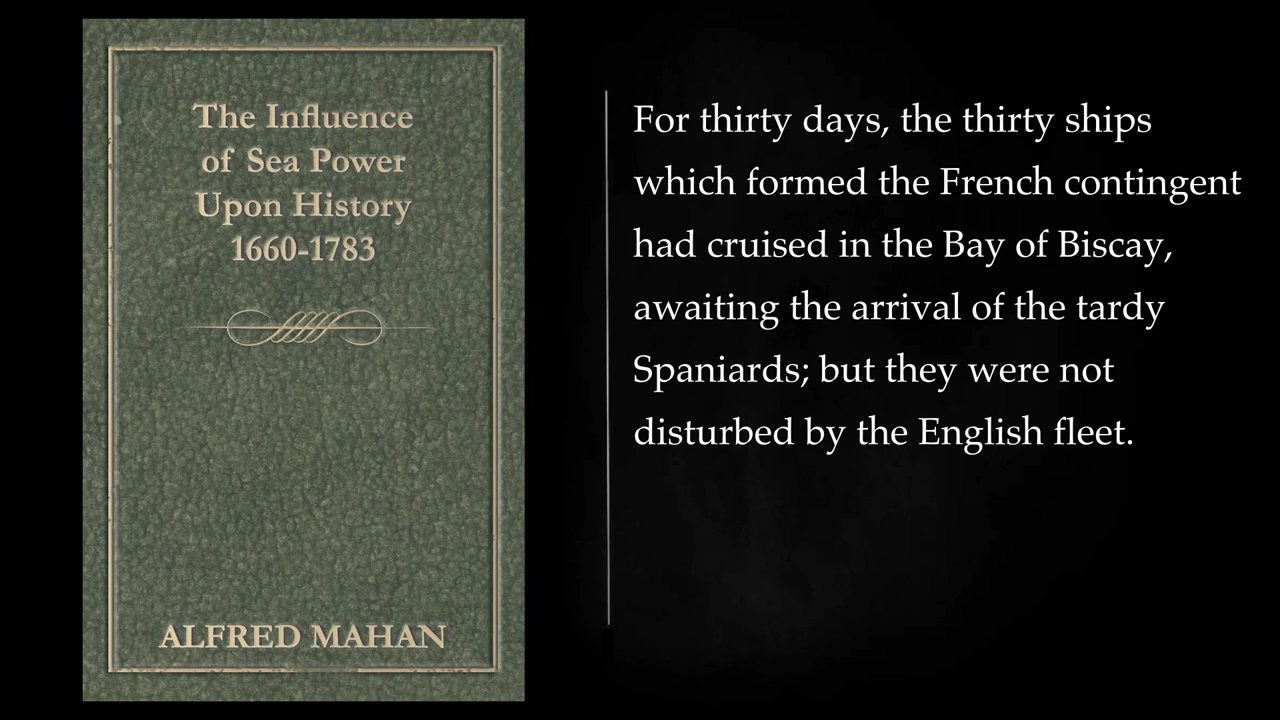 The Influence
of Sea Power
Upon History
1660-1783
ALFRED MAHAN
For thirty days, the thirty ships
which formed the French contingent
had cruised in the Bay of Biscay,
awaiting the arrival of the tardy
Spaniards; but they were not
disturbed by the English fleet.